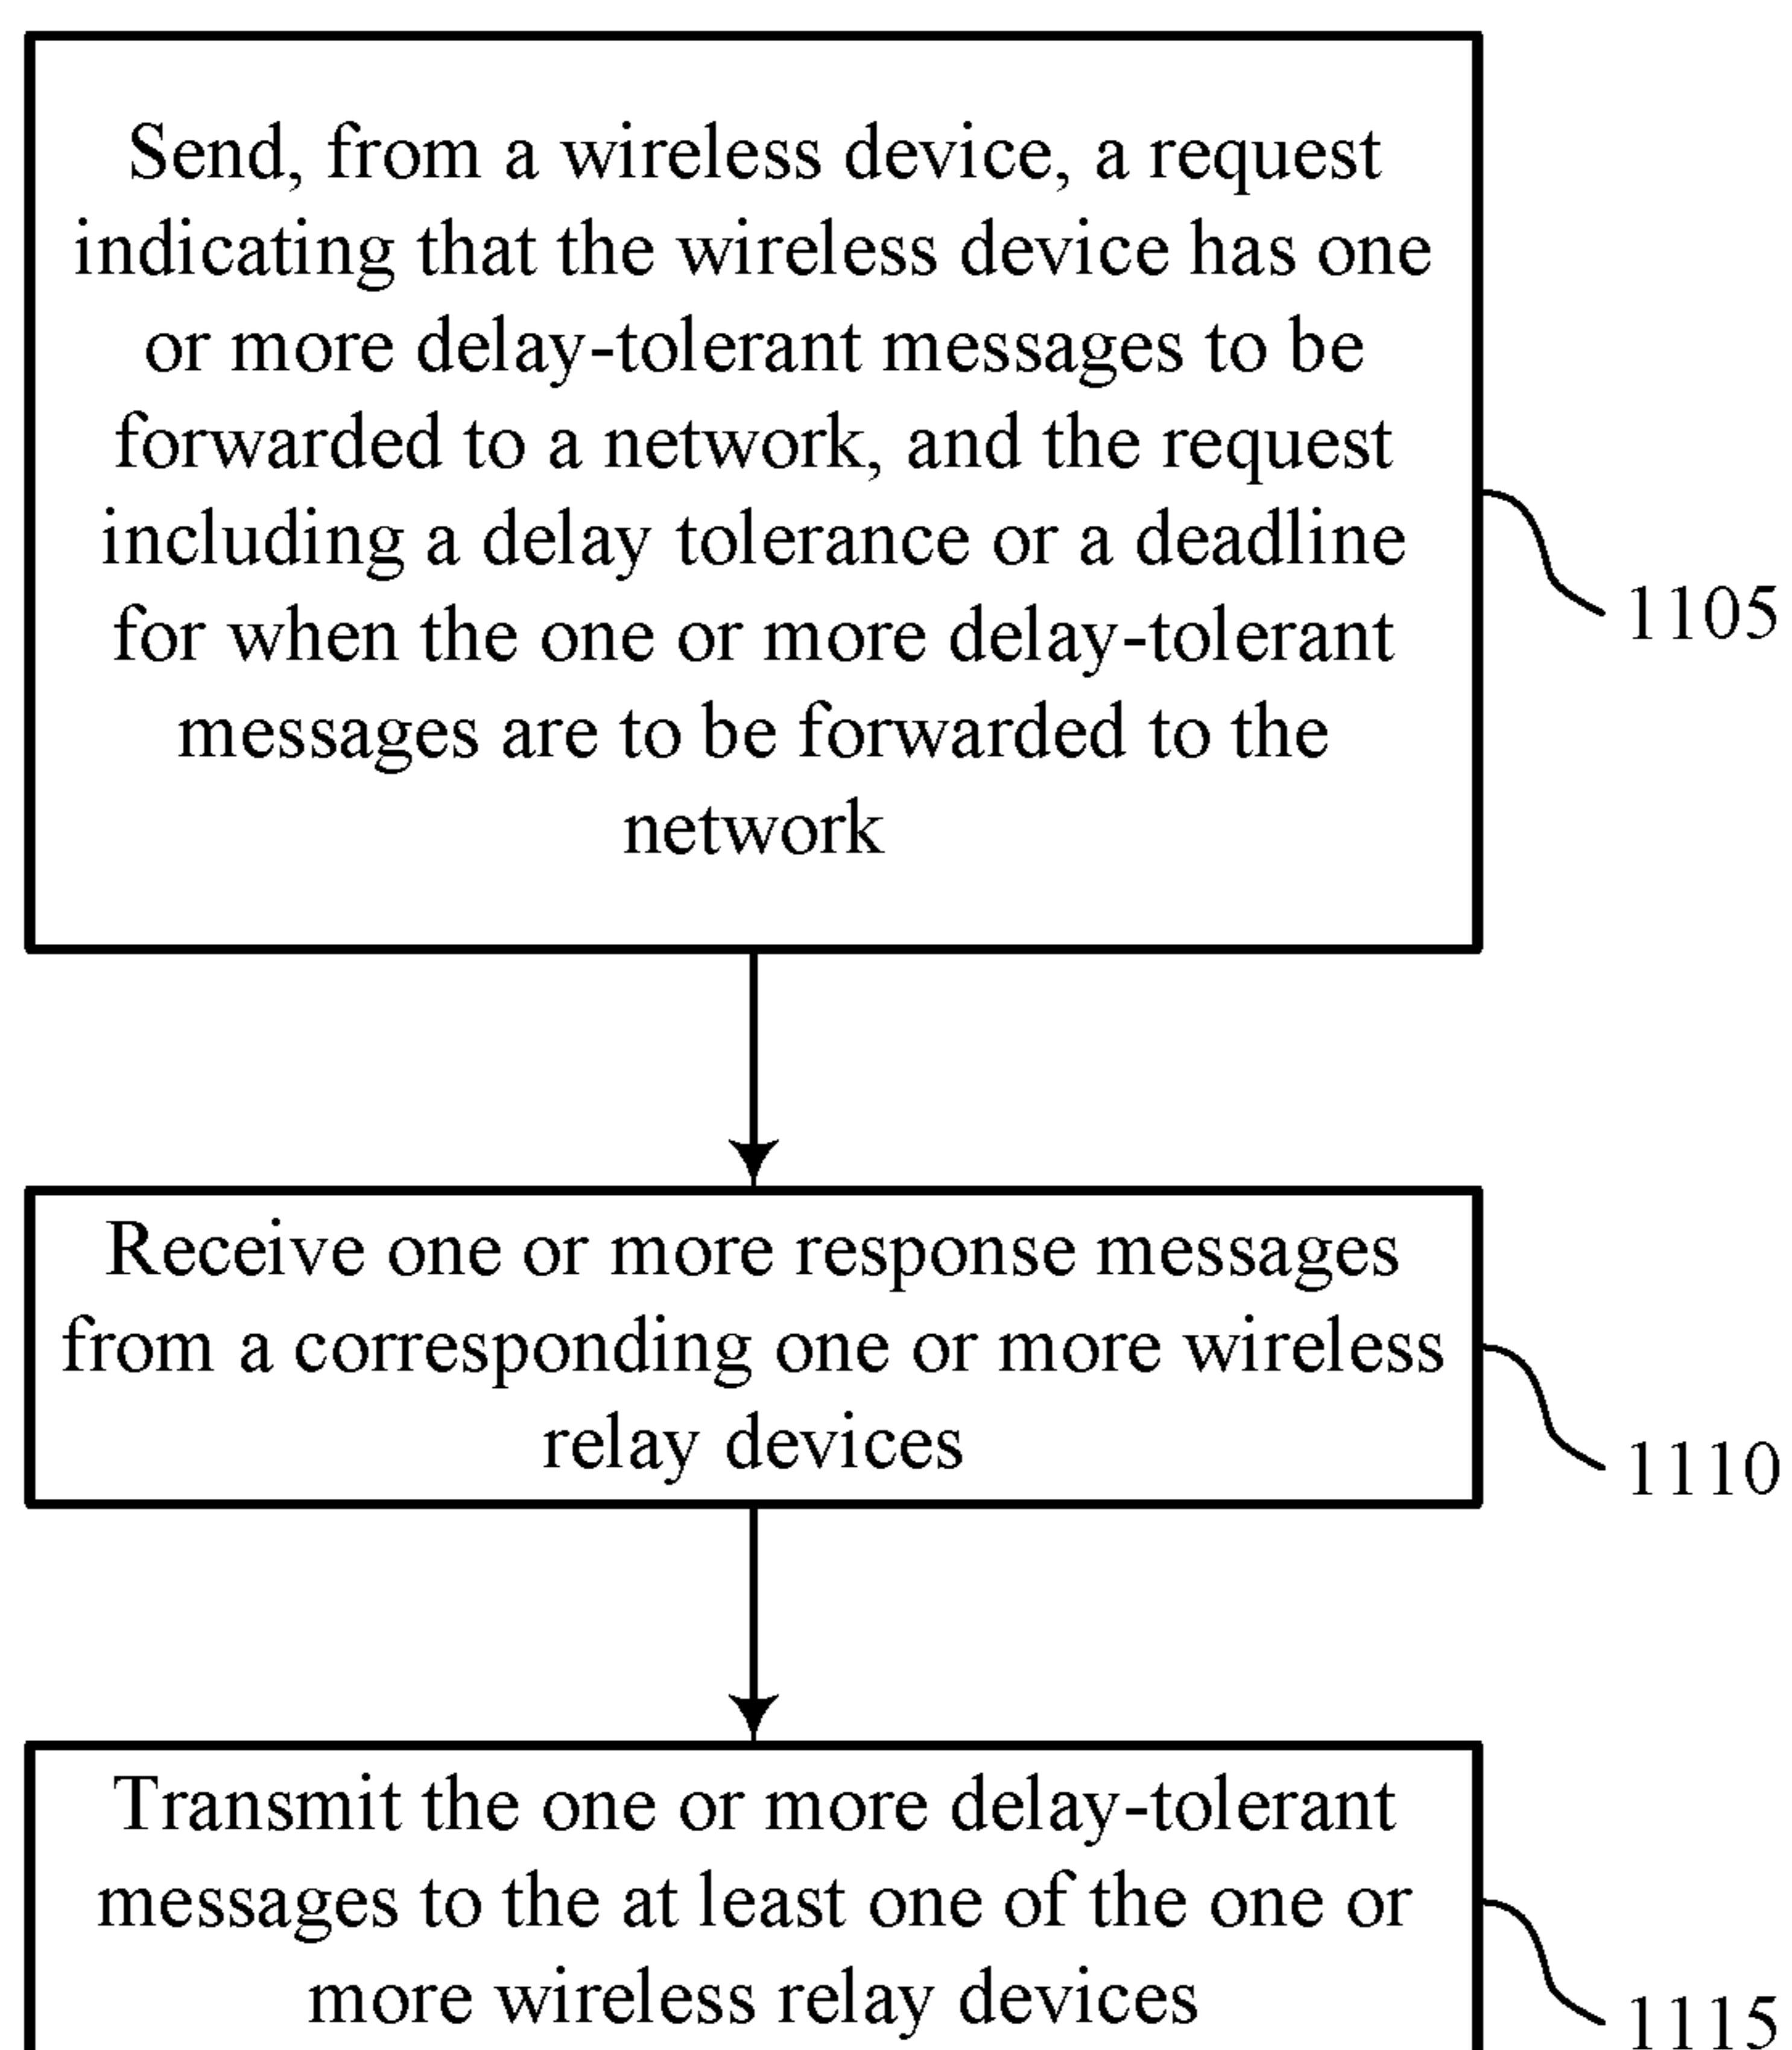 Send, from a wireless device, a request
indicating that the wireless device has one
or more delay-tolerant messages to be
forwarded to a network, and the request
including a delay tolerance or a deadline
for when the one or more delay-tolerant
messages are to be forwarded to the
network
1105
Receive one or more response messages
from a corresponding one or more wireless
relay devices
1110
Transmit the one or more delay-tolerant
messages to the at least one of the one or
more wireless relay devices
1115